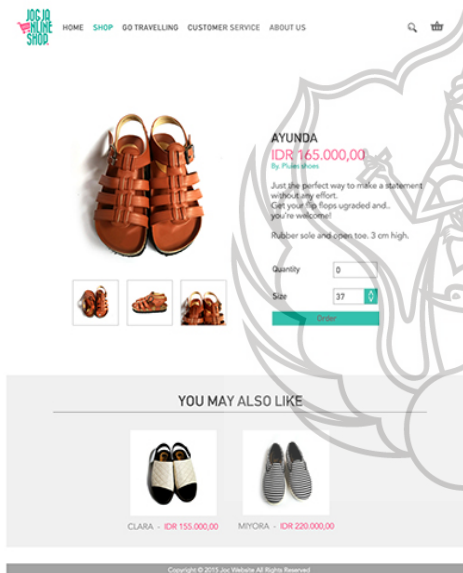 JOGJA
ONLINE
SHOP
HOME SHOP GO TRAVELLING CUSTOMER SERVICE ABOUT US
AYUNDA
IDR 165.000,00
By. Plures shoes
Just the perfect way to make a statement
without any effort.
Get your flip flops ugraded and..
you're welcome!
Rubber sole and open toe. 3 cm high.
Quantity 0
Size 37
Order
YOU MAY ALSO LIKE
CLARA - IDR 155.000,00 MIYORA - IDR 220.000,00
Copyright © 2015 Joc Website All Rights Reserved